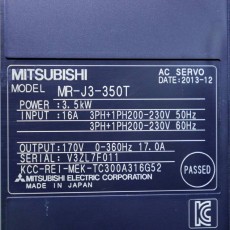 MITSUBISHI
AC SERVO
MODEL MR-J3-350T
DATE:2013-12
POWER :3.5kW
INPUT :16A 3PH+1PH200-230V 50Hz
3PH+1PH200-230V 60Hz
OUTPUT:170V 0-360Hz 17.0A
SERIAL: V3ZL7F011
KCC-REI-MEK-TC300A316G52
PASSED
MITSUBISHI ELECTRIC CORPORATION
MADE IN JAPAN